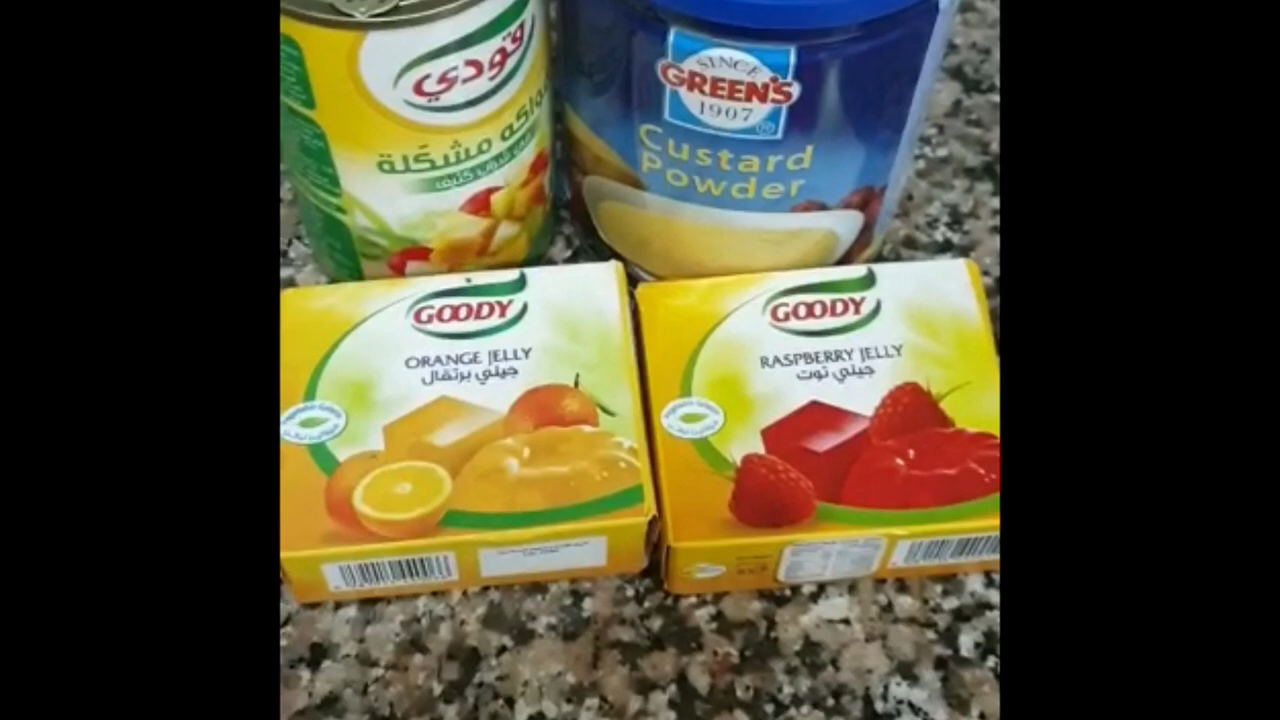 قودي
فواكه مشكلة
SINCE
GREEN'S
1907
Custard
Powder
GOODY
ORANGE JELLY
جيلي برتقال
GOODY
RASPBERRY JELLY
جيلي توت